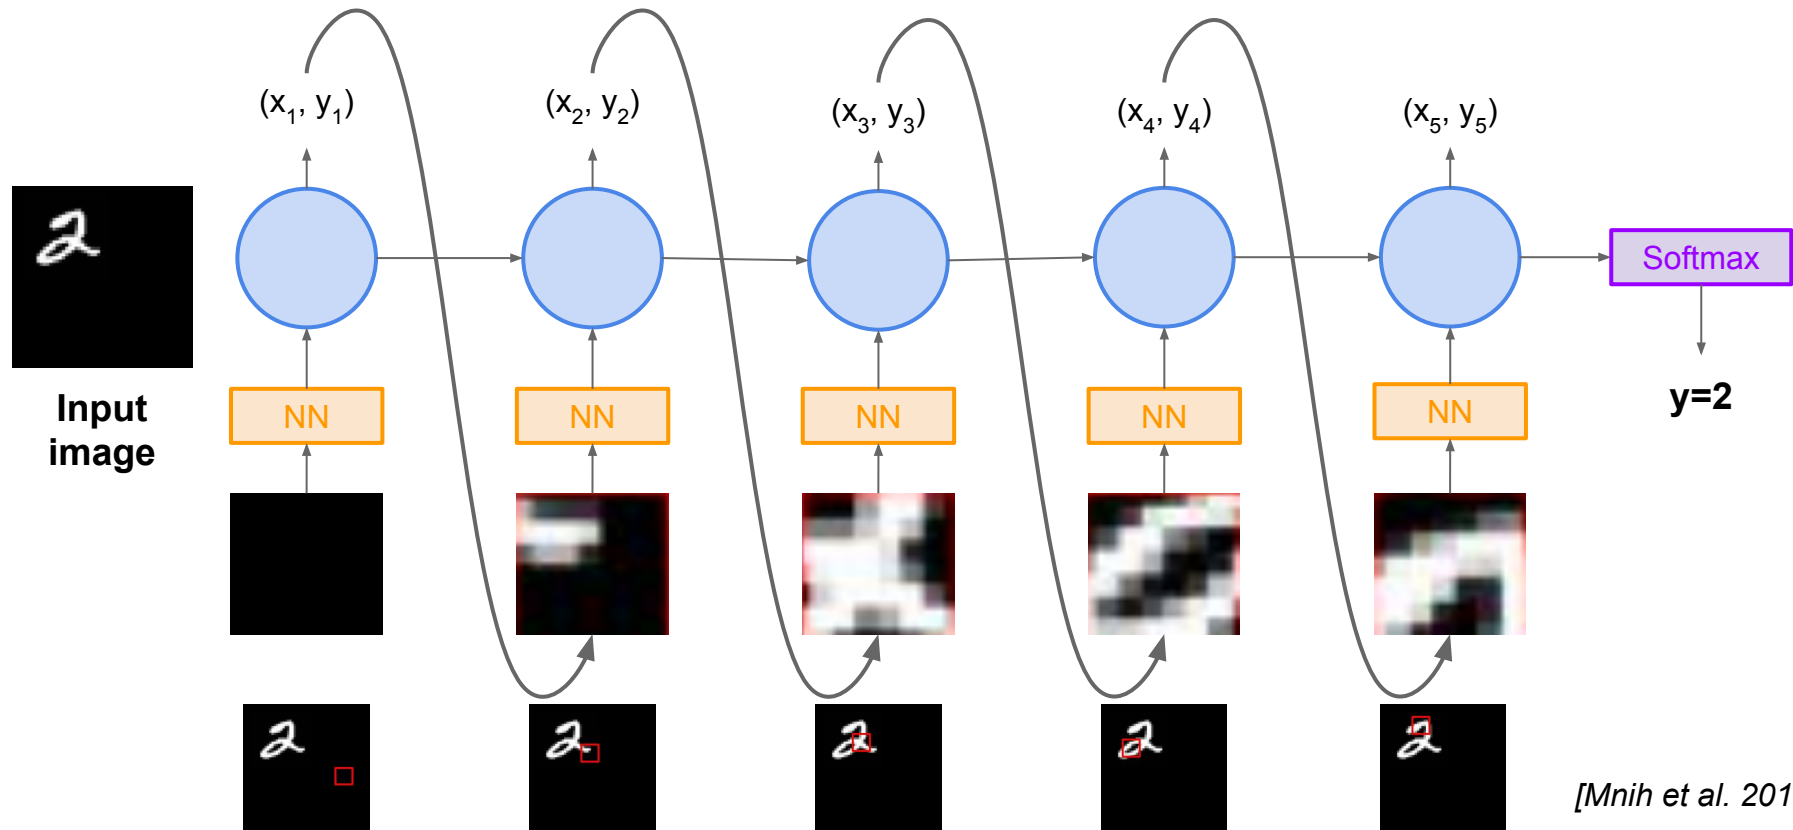 (x1, y1) (x2, y2) (x3, y3) (x4, y4) (x5, y5)
Softmax
Input
image
NN NN NN NN NN
y=2
[Mnih et al. 201